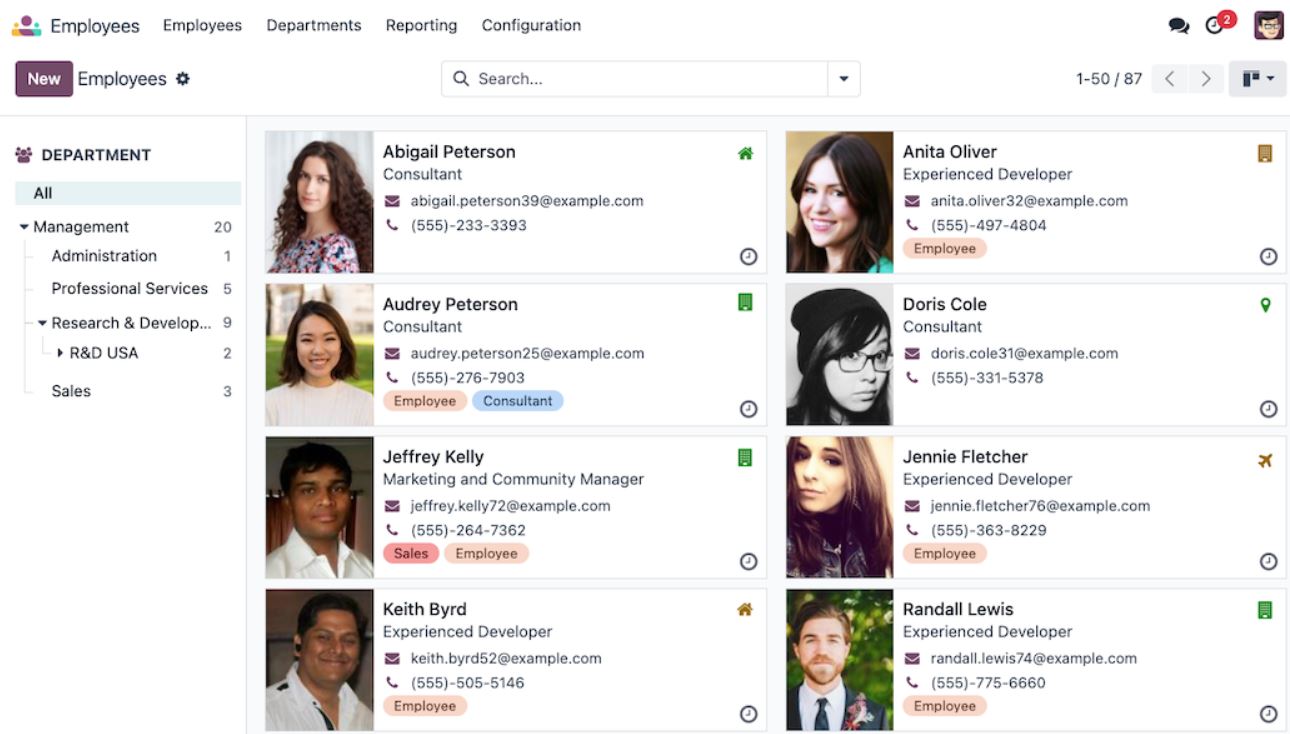 Employees Employees Departments Reporting Configuration 2
New Employees Search... 1-50 / 87
DEPARTMENT
All
Management 20
Administration 1
Professional Services 5
Research & Develop... 9
R&D USA 2
Sales 3
Abigail Peterson
Consultant
abigail.peterson39@example.com
(555)-233-3393
Anita Oliver
Experienced Developer
anita.oliver32@example.com
(555)-497-4804
Employee
Audrey Peterson
Consultant
audrey.peterson25@example.com
(555)-276-7903
Employee Consultant
Doris Cole
Consultant
doris.cole31@example.com
(555)-331-5378
Jeffrey Kelly
Marketing and Community Manager
jeffrey.kelly72@example.com
(555)-264-7362
Sales Employee
Jennie Fletcher
Experienced Developer
jennie.fletcher76@example.com
(555)-363-8229
Employee
Keith Byrd
Experienced Developer
keith.byrd52@example.com
(555)-505-5146
Employee
Randall Lewis
Experienced Developer
randall.lewis74@example.com
(555)-775-6660
Employee